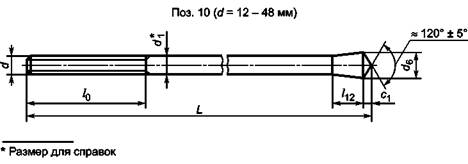 Поз. 10 (d = 12 – 48 мм)
≈ 120° ± 5°
d
d*1
d6
l0
l12
c1
L
* Размер для справок